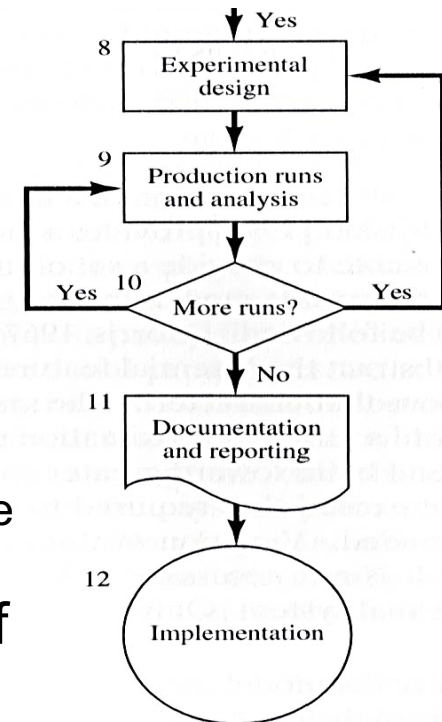 Yes
8
Experimental
design
9
Production runs
and analysis
10
Yes
More runs?
Yes
No
11
Documentation
and reporting
e
12
f
Implementation